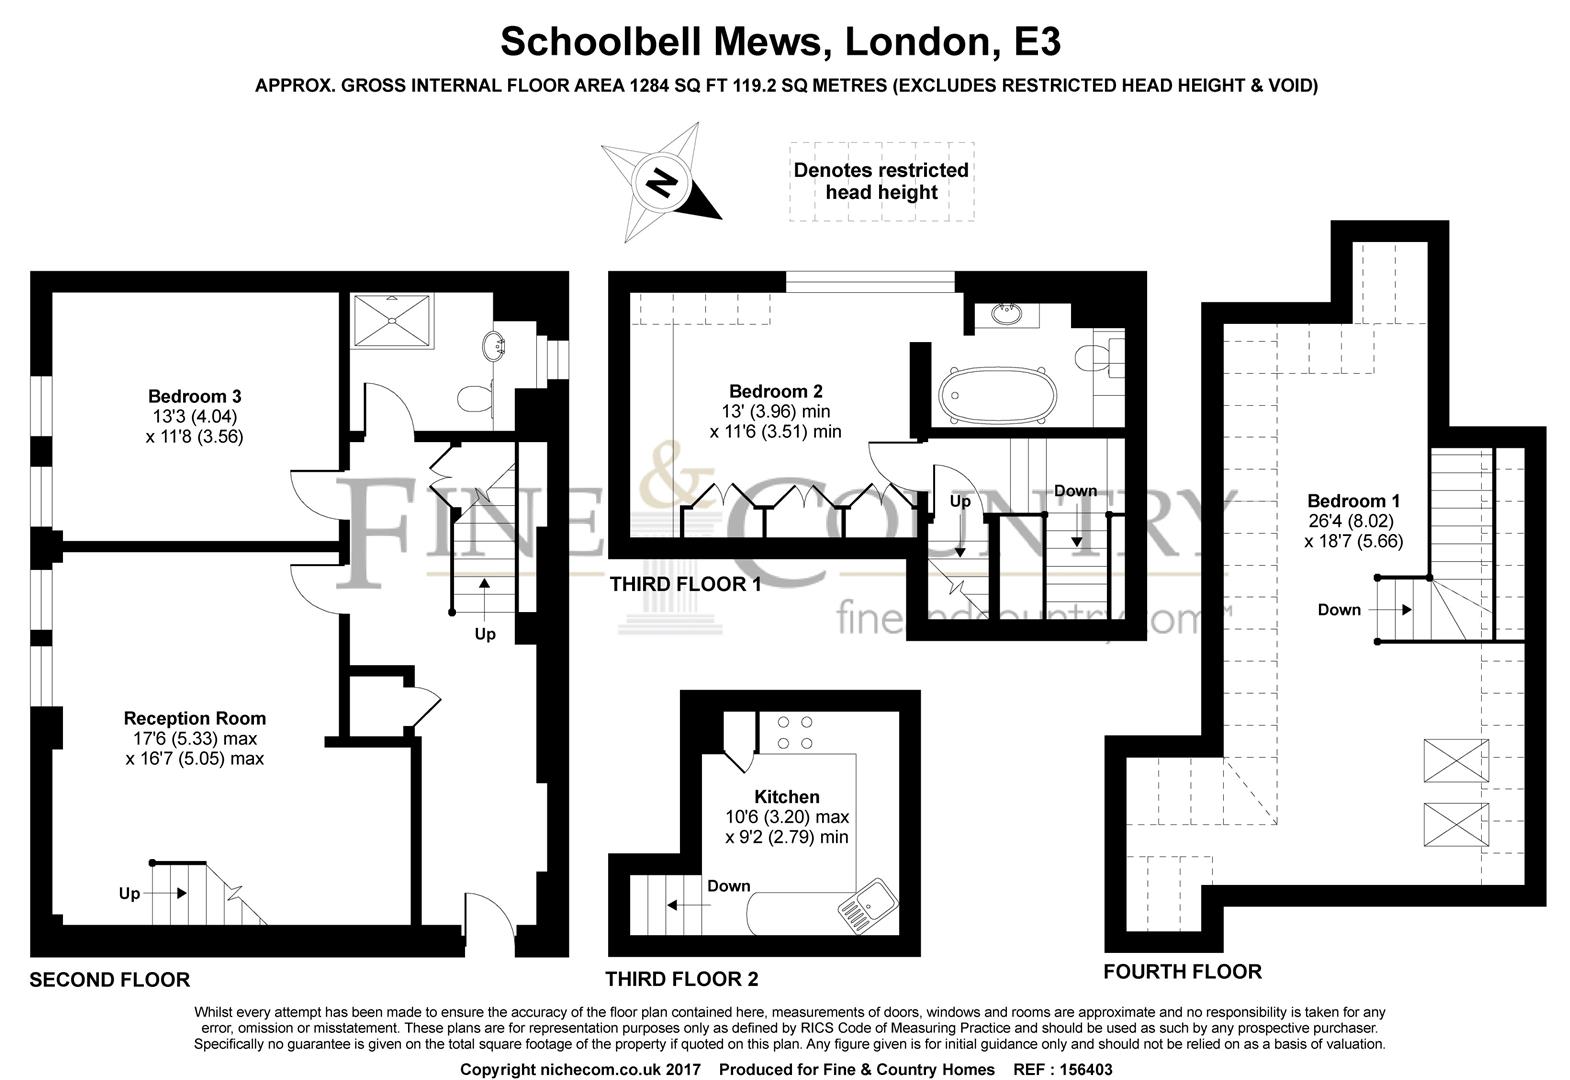 Schoolbell Mews, London, E3
APPROX. GROSS INTERNAL FLOOR AREA 1284 SQ FT 119.2 SQ METRES (EXCLUDES RESTRICTED HEAD HEIGHT & VOID)
N
Denotes restricted
head height
Bedroom 3
13'3 (4.04)
x 11'8 (3.56)
Up
Reception Room
17'6 (5.33) max
x 16'7 (5.05) max
Up
SECOND FLOOR
Bedroom 2
13' (3.96) min
x 11'6 (3.51) min
Up
Down
THIRD FLOOR 1
FINE & COUNTRY
fineandcountry.com™
Kitchen
10'6 (3.20) max
x 9'2 (2.79) min
Down
THIRD FLOOR 2
Bedroom 1
26'4 (8.02)
x 18'7 (5.66)
Down
FOURTH FLOOR
Whilst every attempt has been made to ensure the accuracy of the floor plan contained here, measurements of doors, windows and rooms are approximate and no responsibility is taken for any
error, omission or misstatement. These plans are for representation purposes only as defined by RICS Code of Measuring Practice and should be used as such by any prospective purchaser.
Specifically no guarantee is given on the total square footage of the property if quoted on this plan. Any figure given is for initial guidance only and should not be relied on as a basis of valuation.
Copyright nichecom.co.uk 2017 Produced for Fine & Country Homes REF : 156403